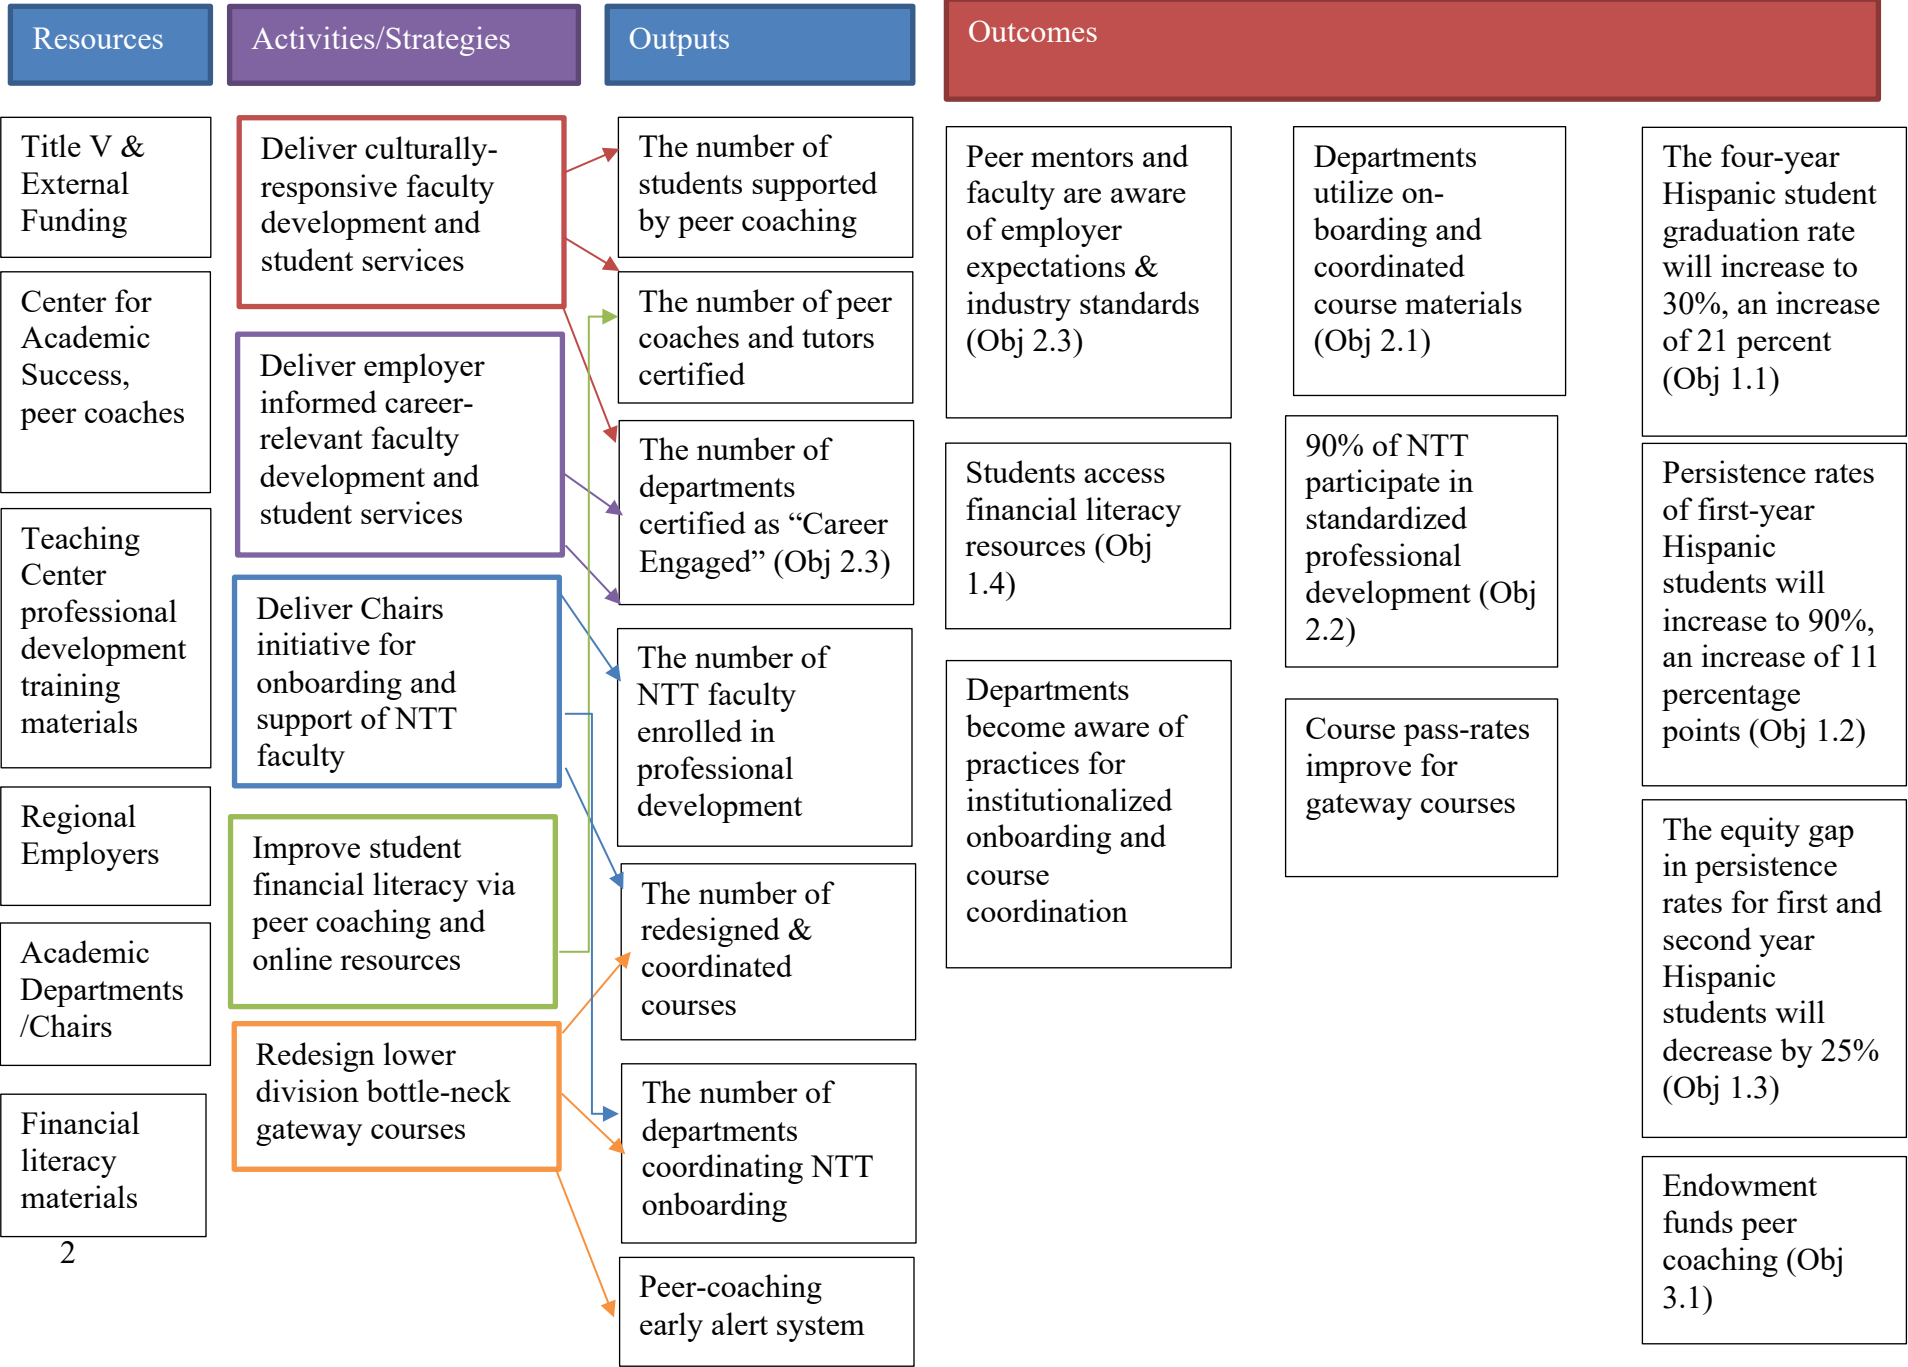 Resources
Activities/Strategies
Outputs
Outcomes
Title V &
External
Funding
Center for
Academic
Success,
peer coaches
Teaching
Center
professional
development
training
materials
Regional
Employers
Academic
Departments
/Chairs
Financial
literacy
materials
2
Deliver culturally-
responsive faculty
development and
student services
Deliver employer
informed career-
relevant faculty
development and
student services
Deliver Chairs
initiative for
onboarding and
support of NTT
faculty
Improve student
financial literacy via
peer coaching and
online resources
Redesign lower
division bottle-neck
gateway courses
The number of
students supported
by peer coaching
The number of peer
coaches and tutors
certified
The number of
departments
certified as “Career
Engaged” (Obj 2.3)
The number of
NTT faculty
enrolled in
professional
development
The number of
redesigned &
coordinated
courses
The number of
departments
coordinating NTT
onboarding
Peer-coaching
early alert system
Peer mentors and
faculty are aware
of employer
expectations &
industry standards
(Obj 2.3)
Students access
financial literacy
resources (Obj
1.4)
Departments
become aware of
practices for
institutionalized
onboarding and
course
coordination
Departments
utilize on-
boarding and
coordinated
course materials
(Obj 2.1)
90% of NTT
participate in
standardized
professional
development (Obj
2.2)
Course pass-rates
improve for
gateway courses
The four-year
Hispanic student
graduation rate
will increase to
30%, an increase
of 21 percent
(Obj 1.1)
Persistence rates
of first-year
Hispanic
students will
increase to 90%,
an increase of 11
percentage
points (Obj 1.2)
The equity gap
in persistence
rates for first and
second year
Hispanic
students will
decrease by 25%
(Obj 1.3)
Endowment
funds peer
coaching (Obj
3.1)